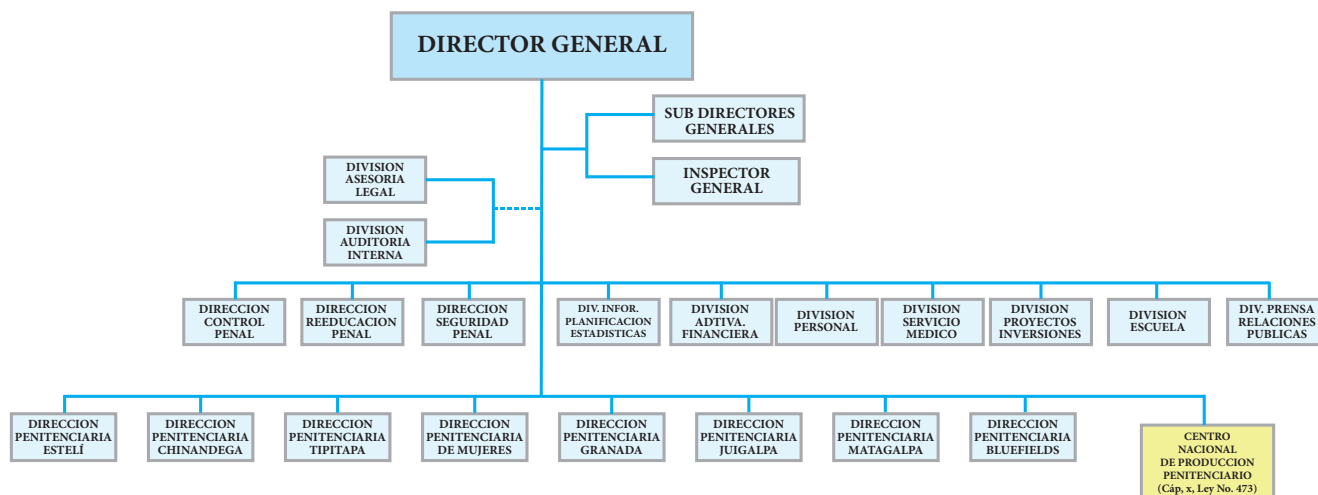 DIRECTOR GENERAL
SUB DIRECTORES
GENERALES
INSPECTOR
GENERAL
DIVISION
ASESORIA
LEGAL
DIVISION
AUDITORIA
INTERNA
DIRECCION
CONTROL
PENAL
DIRECCION
REEDUCACION
PENAL
DIRECCION
SEGURIDAD
PENAL
DIV. INFOR.
PLANIFICACION
ESTADISTICAS
DIVISION
ADTIVA.
FINANCIERA
DIVISION
PERSONAL
DIVISION
SERVICIO
MEDICO
DIVISION
PROYECTOS
INVERSIONES
DIVISION
ESCUELA
DIV. PRENSA
RELACIONES
PUBLICAS
DIRECCION
PENITENCIARIA
ESTELÍ
DIRECCION
PENITENCIARIA
CHINANDEGA
DIRECCION
PENITENCIARIA
TIPITAPA
DIRECCION
PENITENCIARIA
DE MUJERES
DIRECCION
PENITENCIARIA
GRANADA
DIRECCION
PENITENCIARIA
JUIGALPA
DIRECCION
PENITENCIARIA
MATAGALPA
DIRECCION
PENITENCIARIA
BLUEFIELDS
CENTRO
NACIONAL
DE PRODUCCION
PENITENCIARIO
(Cáp, x, Ley No. 473)